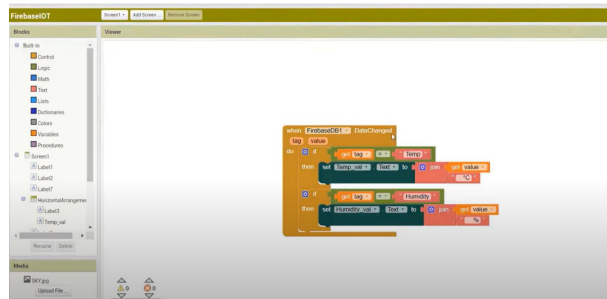 FirebaseIOT
Screen1 Add Screen ... Remove Screen
Blocks
Viewer
Built-in
Control
Logic
Math
Text
Lists
Dictionaries
Colors
Variables
Procedures
Screen1
Label1
Label2
Label7
HorizontalArrangeme
Label3
Temp_val
Rename Delete
Media
SKY.jpg
Upload File ...
when FirebaseDB1 .DataChanged
tag value
do if get tag = " Temp "
then set Temp_val . Text to join get value
" °C "
if get tag = " Humidity "
then set Humidity_val . Text to join get value
" % "
0 0